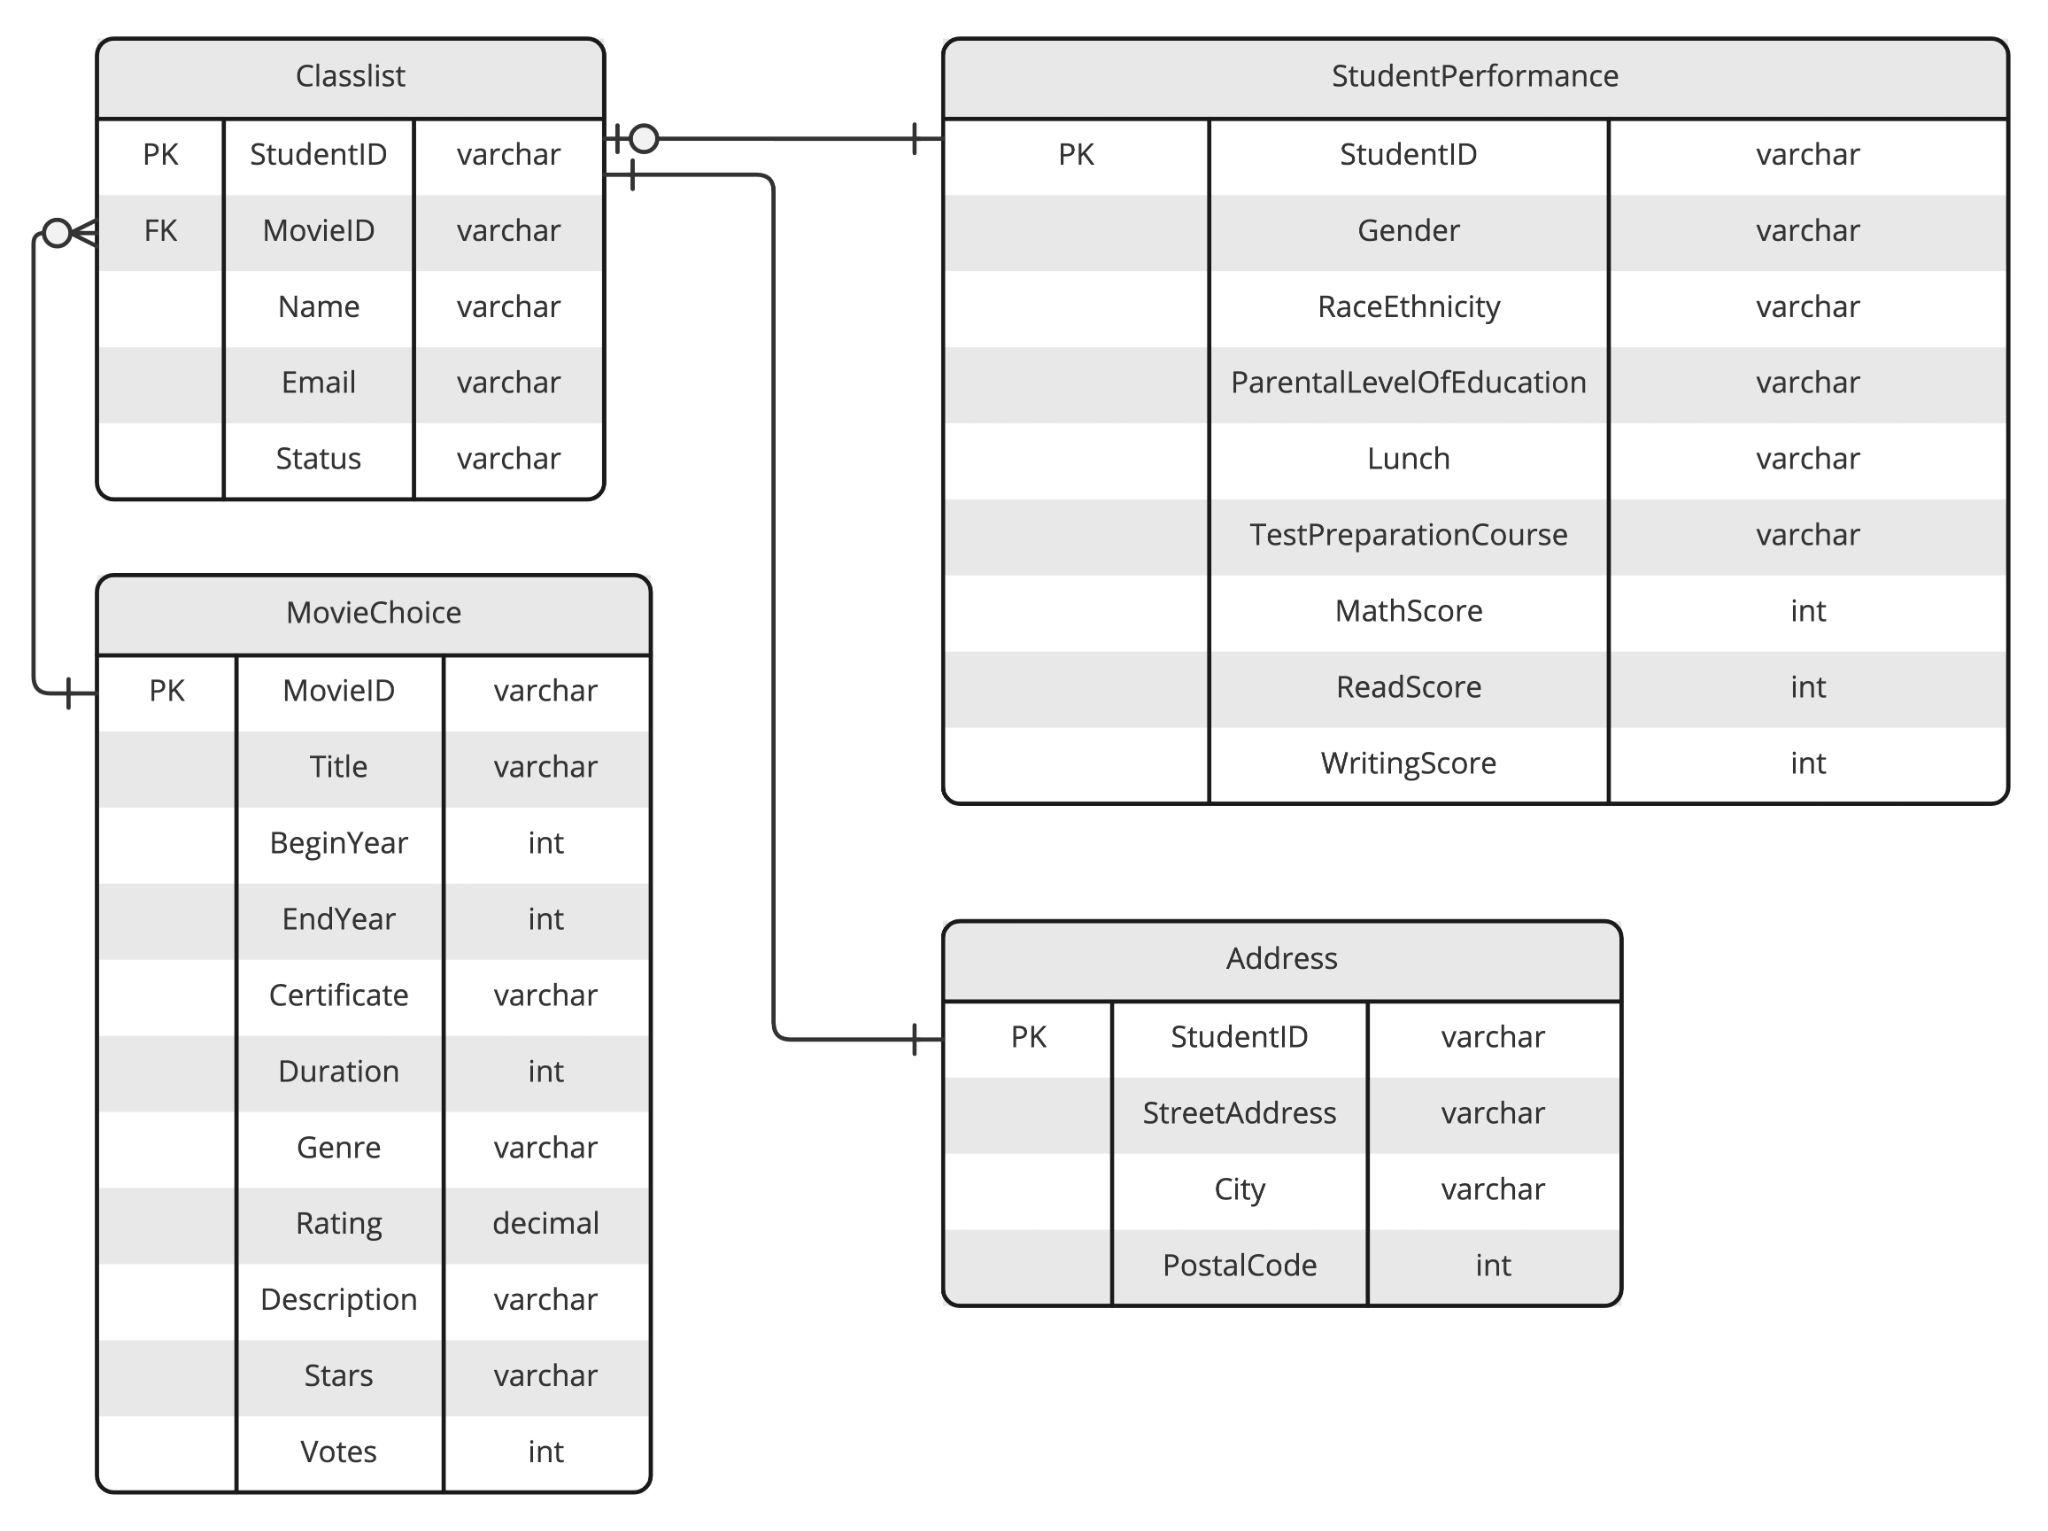 Classlist
PK StudentID varchar
FK MovieID varchar
Name varchar
Email varchar
Status varchar
MovieChoice
PK MovieID varchar
Title varchar
BeginYear int
EndYear int
Certificate varchar
Duration int
Genre varchar
Rating decimal
Description varchar
Stars varchar
Votes int
StudentPerformance
PK StudentID varchar
Gender varchar
RaceEthnicity varchar
ParentalLevelOfEducation varchar
Lunch varchar
TestPreparationCourse varchar
MathScore int
ReadScore int
WritingScore int
Address
PK StudentID varchar
StreetAddress varchar
City varchar
PostalCode int